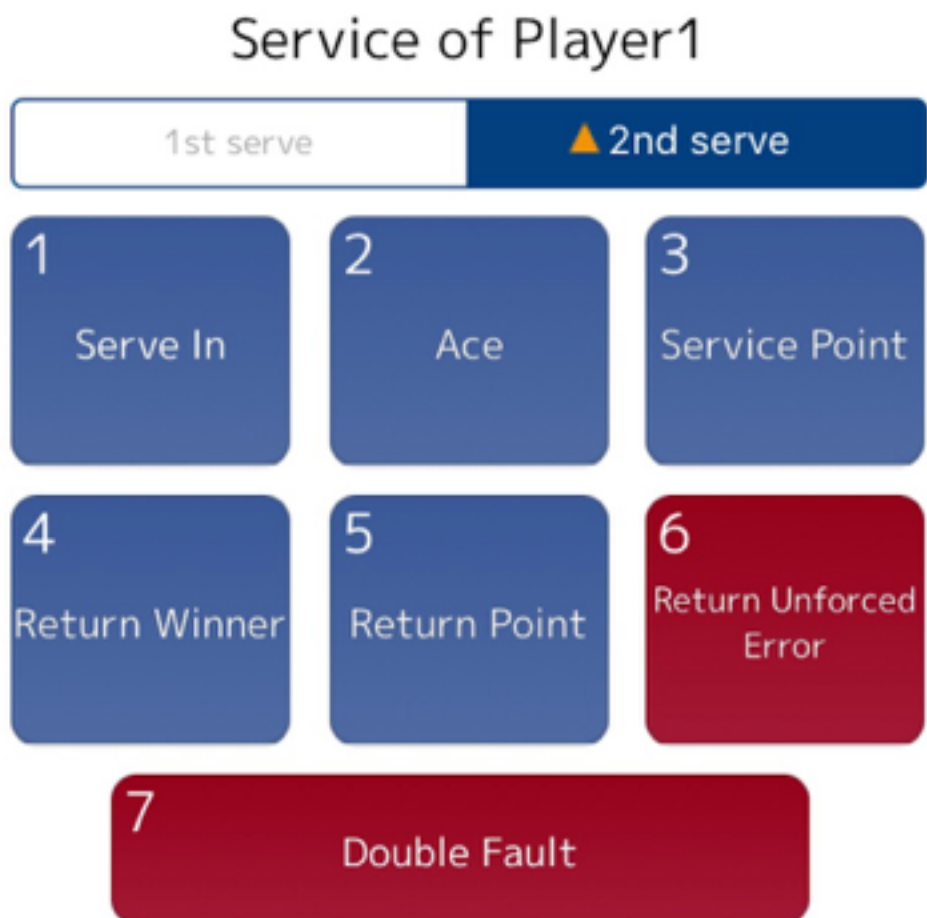 Service of Player1
1st serve
2nd serve
1
Serve In
2
Ace
3
Service Point
4
Return Winner
5
Return Point
6
Return Unforced
Error
7
Double Fault